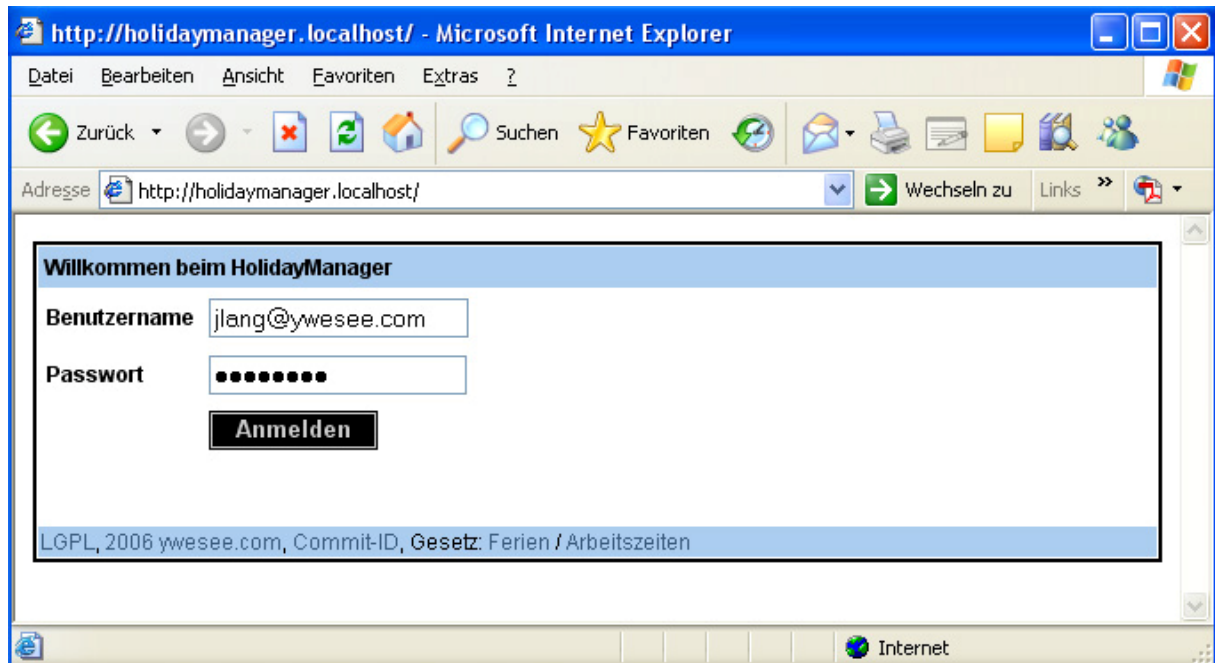 http://holidaymanager.localhost/ - Microsoft Internet Explorer
Datei Bearbeiten Ansicht Favoriten Extras ?
Zurück Suchen Favoriten
Adresse http://holidaymanager.localhost/ Wechseln zu Links »
Willkommen beim HolidayManager
Benutzername jlang@ywesee.com
Passwort ●●●●●●●●
Anmelden
LGPL, 2006 ywesee.com, Commit-ID, Gesetz: Ferien / Arbeitszeiten
Internet